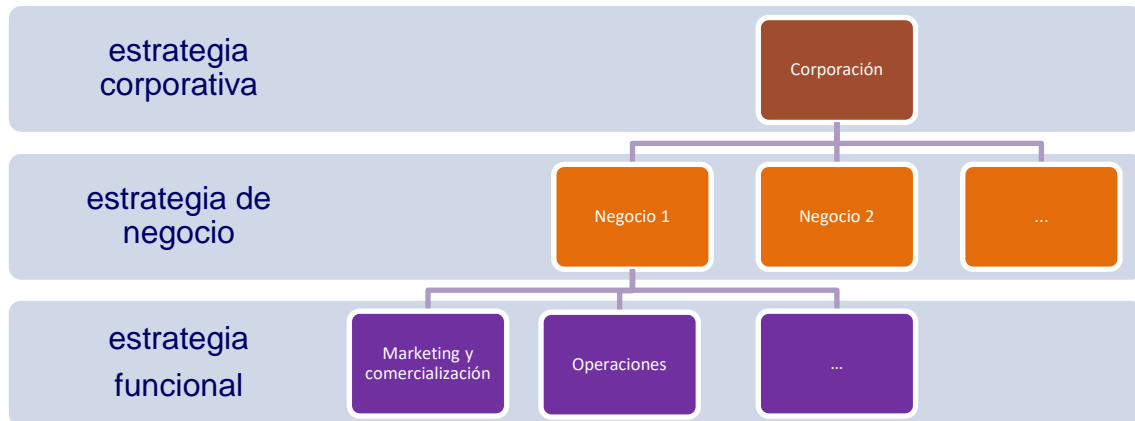 estrategia
corporativa
Corporación
estrategia de
negocio
Negocio 1
Negocio 2
...
estrategia
funcional
Marketing y
comercialización
Operaciones
...